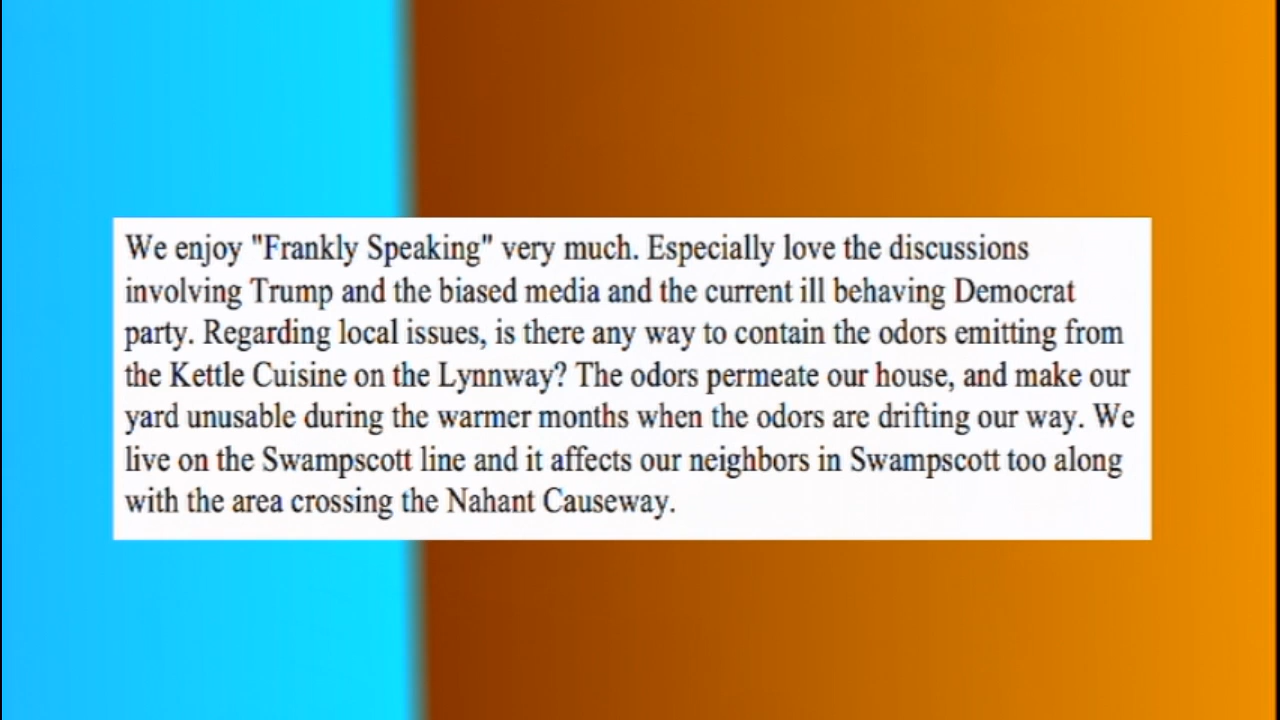 We enjoy "Frankly Speaking" very much. Especially love the discussions
involving Trump and the biased media and the current ill behaving Democrat
party. Regarding local issues, is there any way to contain the odors emitting from
the Kettle Cuisine on the Lynnway? The odors permeate our house, and make our
yard unusable during the warmer months when the odors are drifting our way. We
live on the Swampscott line and it affects our neighbors in Swampscott too along
with the area crossing the Nahant Causeway.